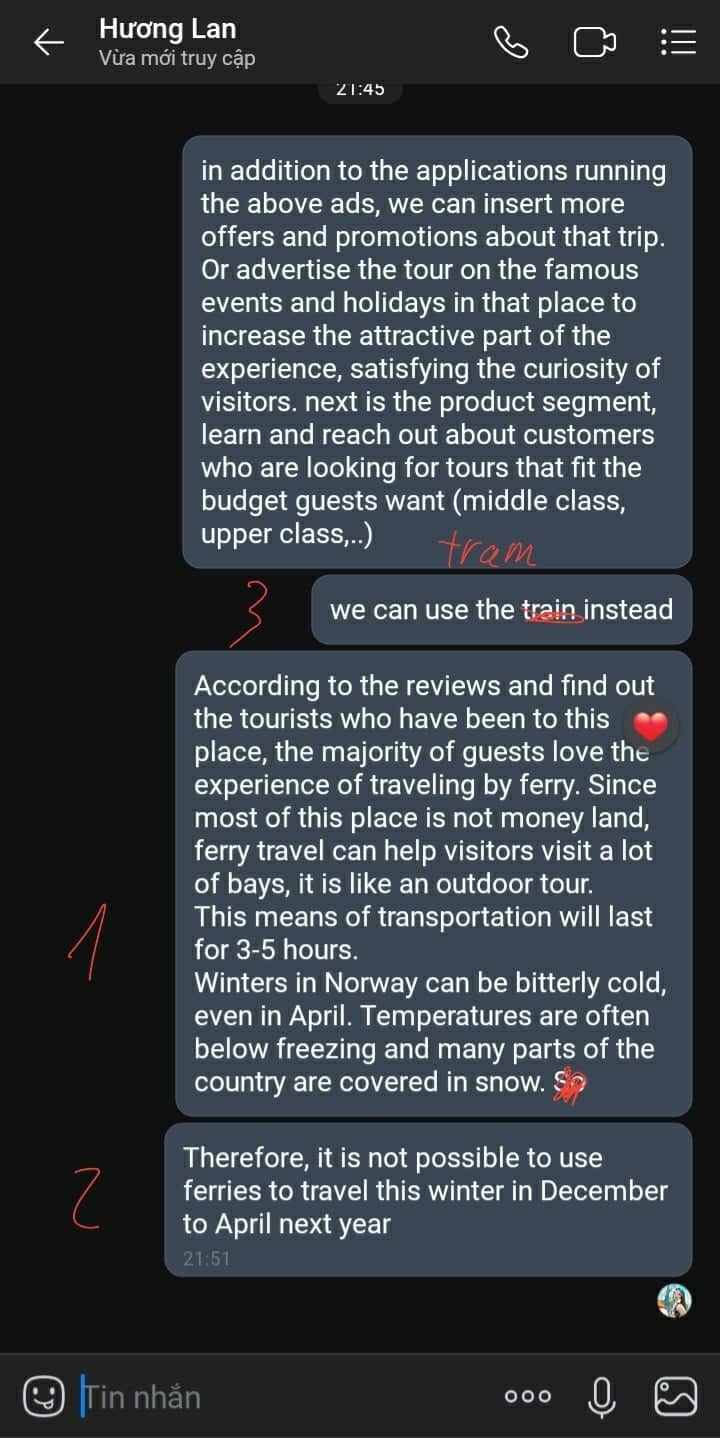 Hương Lan
Vừa mới truy cập
21:45
in addition to the applications running
the above ads, we can insert more
offers and promotions about that trip.
Or advertise the tour on the famous
events and holidays in that place to
increase the attractive part of the
experience, satisfying the curiosity of
visitors. next is the product segment,
learn and reach out about customers
who are looking for tours that fit the
budget guests want (middle class,
upper class,..)
tram
3
we can use the train instead
According to the reviews and find out
the tourists who have been to this
place, the majority of guests love the
experience of traveling by ferry. Since
most of this place is not money land,
ferry travel can help visitors visit a lot
of bays, it is like an outdoor tour.
This means of transportation will last
for 3-5 hours.
1
Winters in Norway can be bitterly cold,
even in April. Temperatures are often
below freezing and many parts of the
country are covered in snow. So
2
Therefore, it is not possible to use
ferries to travel this winter in December
to April next year
21:51
Tin nhắn